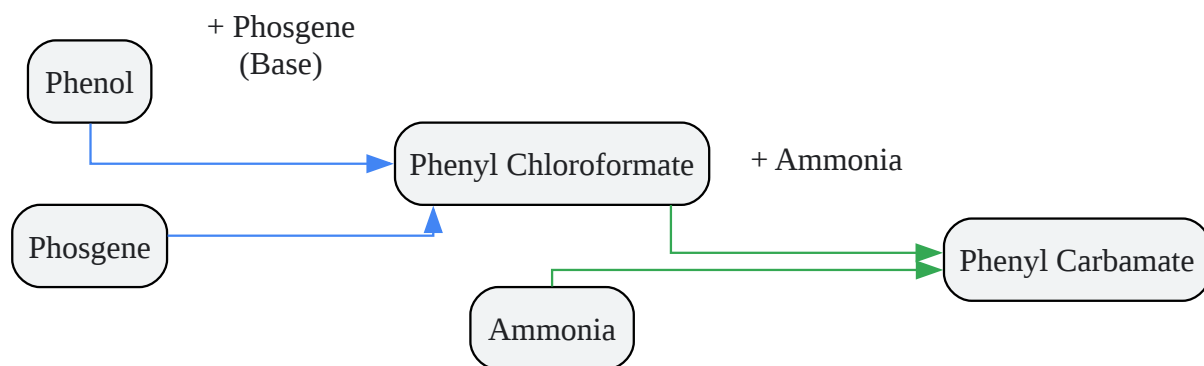 + Phosgene
(Base)
Phenol
Phenyl Chloroformate
+ Ammonia
Phosgene
Phenyl Carbamate
Ammonia